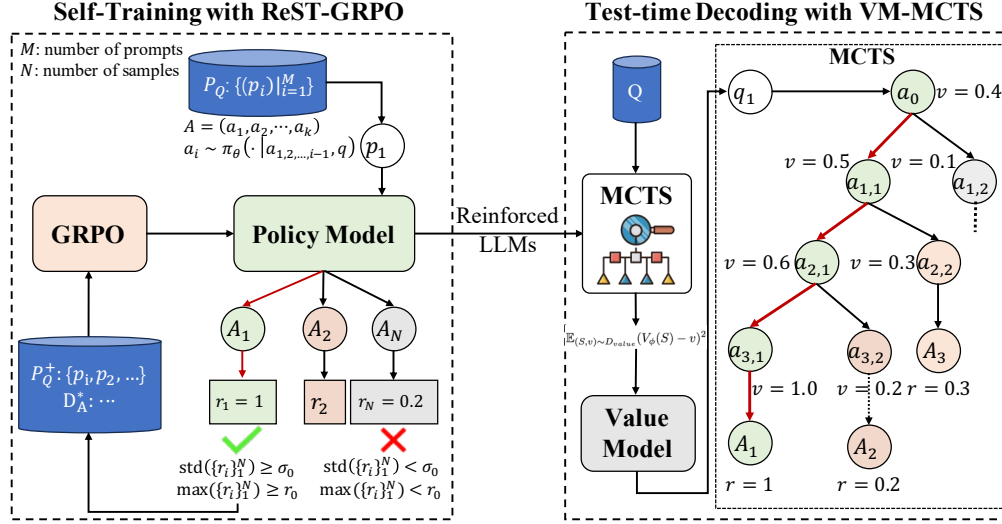 Self-Training with ReST-GRPO
M: number of prompts
N: number of samples
P_Q: {(p_i)|_{i=1}^M}
A = (a_1,a_2,⋯,a_k)
a_i ~ π_θ(· |a_{1,2,…,i−1}, q)
p_1
GRPO
Policy Model
Reinforced
LLMs
A_1
A_2
A_N
r_1 = 1
r_2
r_N = 0.2
P_Q^+: {p_i, p_2, …}
D_A^*: ⋯
std({r_i}_1^N) ≥ σ_0
max({r_i}_1^N) ≥ r_0
std({r_i}_1^N) < σ_0
max({r_i}_1^N) < r_0
Test-time Decoding with VM-MCTS
Q
MCTS
𝔼_{(S,v)~D_{value}}(V_ϕ(S) − v)^2
Value
Model
MCTS
q_1
a_0
v = 0.4
v = 0.5
a_{1,1}
v = 0.1
a_{1,2}
v = 0.6
a_{2,1}
v = 0.3
a_{2,2}
a_{3,1}
a_{3,2}
A_3
v = 1.0
v = 0.2
r = 0.3
A_1
A_2
r = 1
r = 0.2